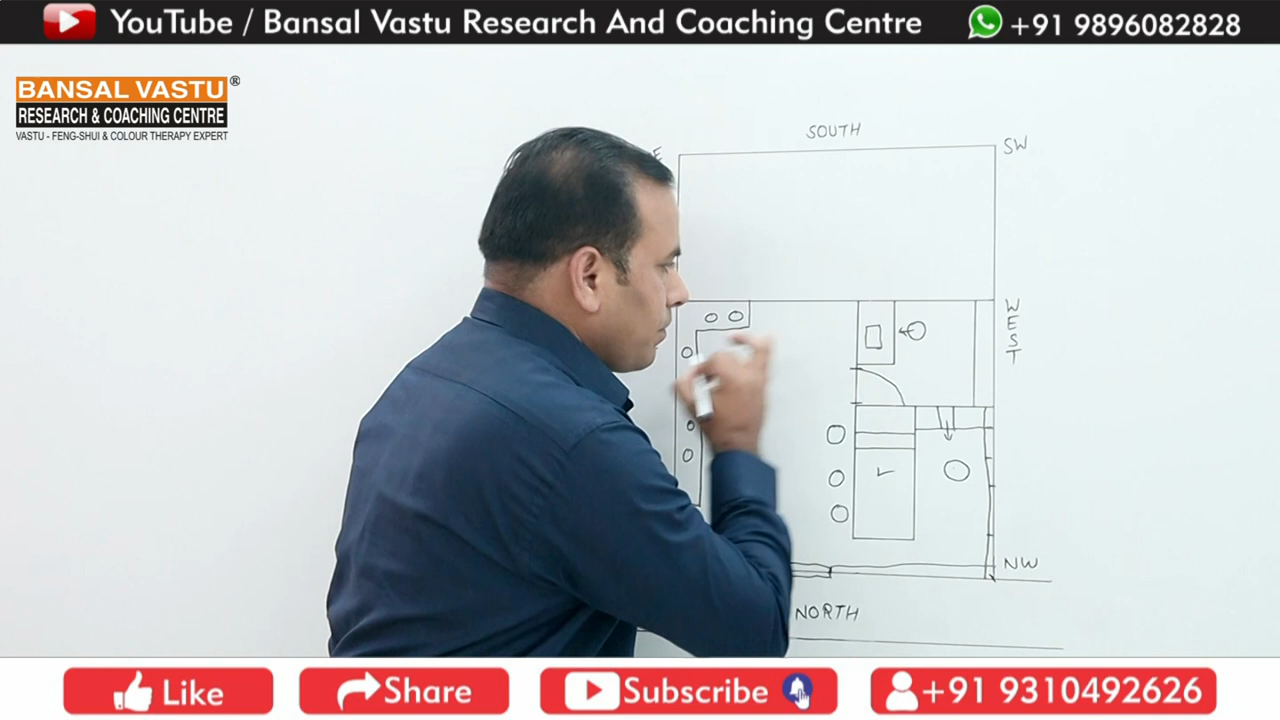 YouTube / Bansal Vastu Research And Coaching Centre +91 9896082828
BANSAL VASTU®
RESEARCH & COACHING CENTRE
VASTU - FENG-SHUI & COLOUR THERAPY EXPERT
SOUTH
E
SW
WEST
NW
NORTH
Like
Share
Subscribe
+91 9310492626